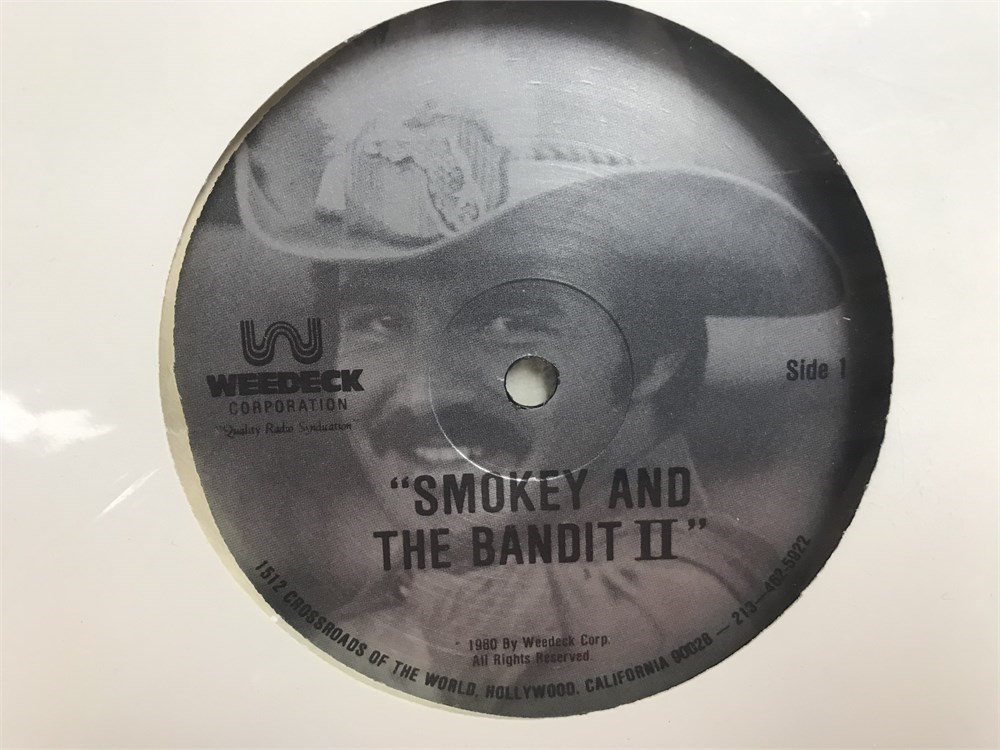 WEEDECK
CORPORATION
"Quality Radio Syndication"
Side 1
"SMOKEY AND
THE BANDIT II"
1980 By Weedeck Corp.
All Rights Reserved.
1512 CROSSROADS OF THE WORLD, HOLLYWOOD, CALIFORNIA 90028 — 213—462-5922